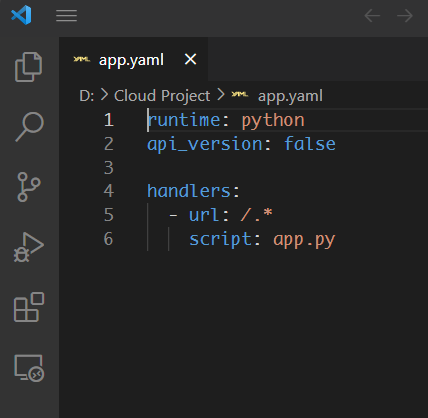 app.yaml
D: > Cloud Project > app.yaml
1 runtime: python
2 api_version: false
3
4 handlers:
5 - url: /.*
6 script: app.py